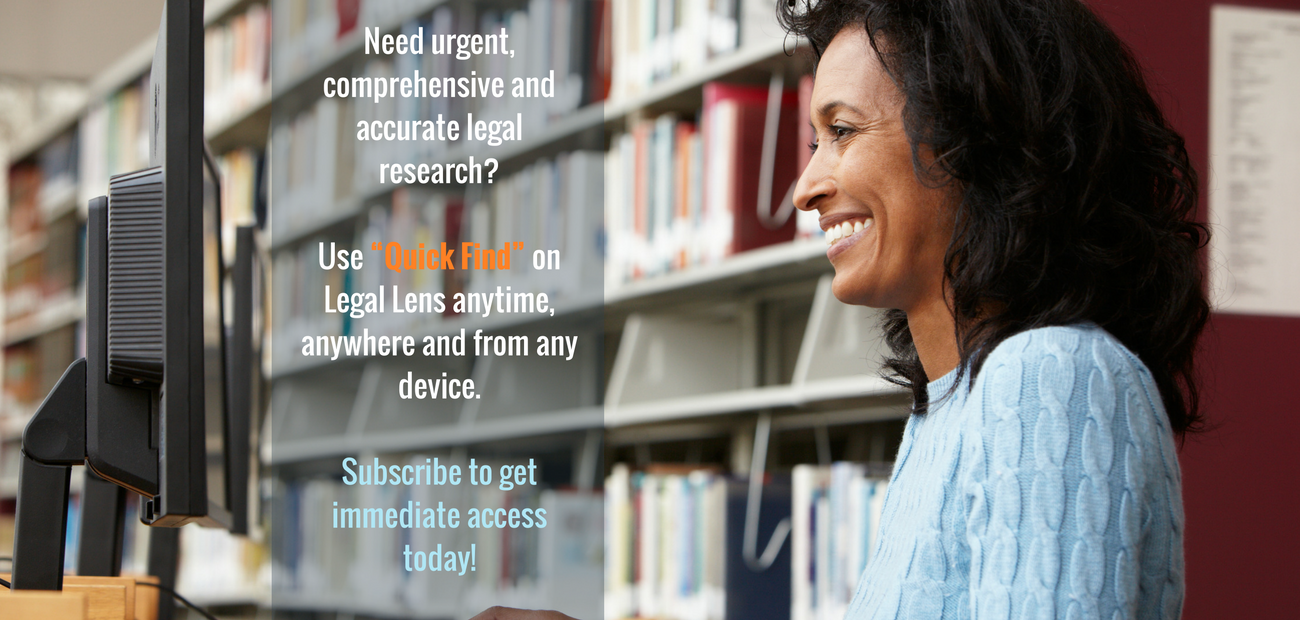 Need urgent,
comprehensive and
accurate legal
research?
Use “Quick Find” on
Legal Lens anytime,
anywhere and from any
device.
Subscribe to get
immediate access
today!